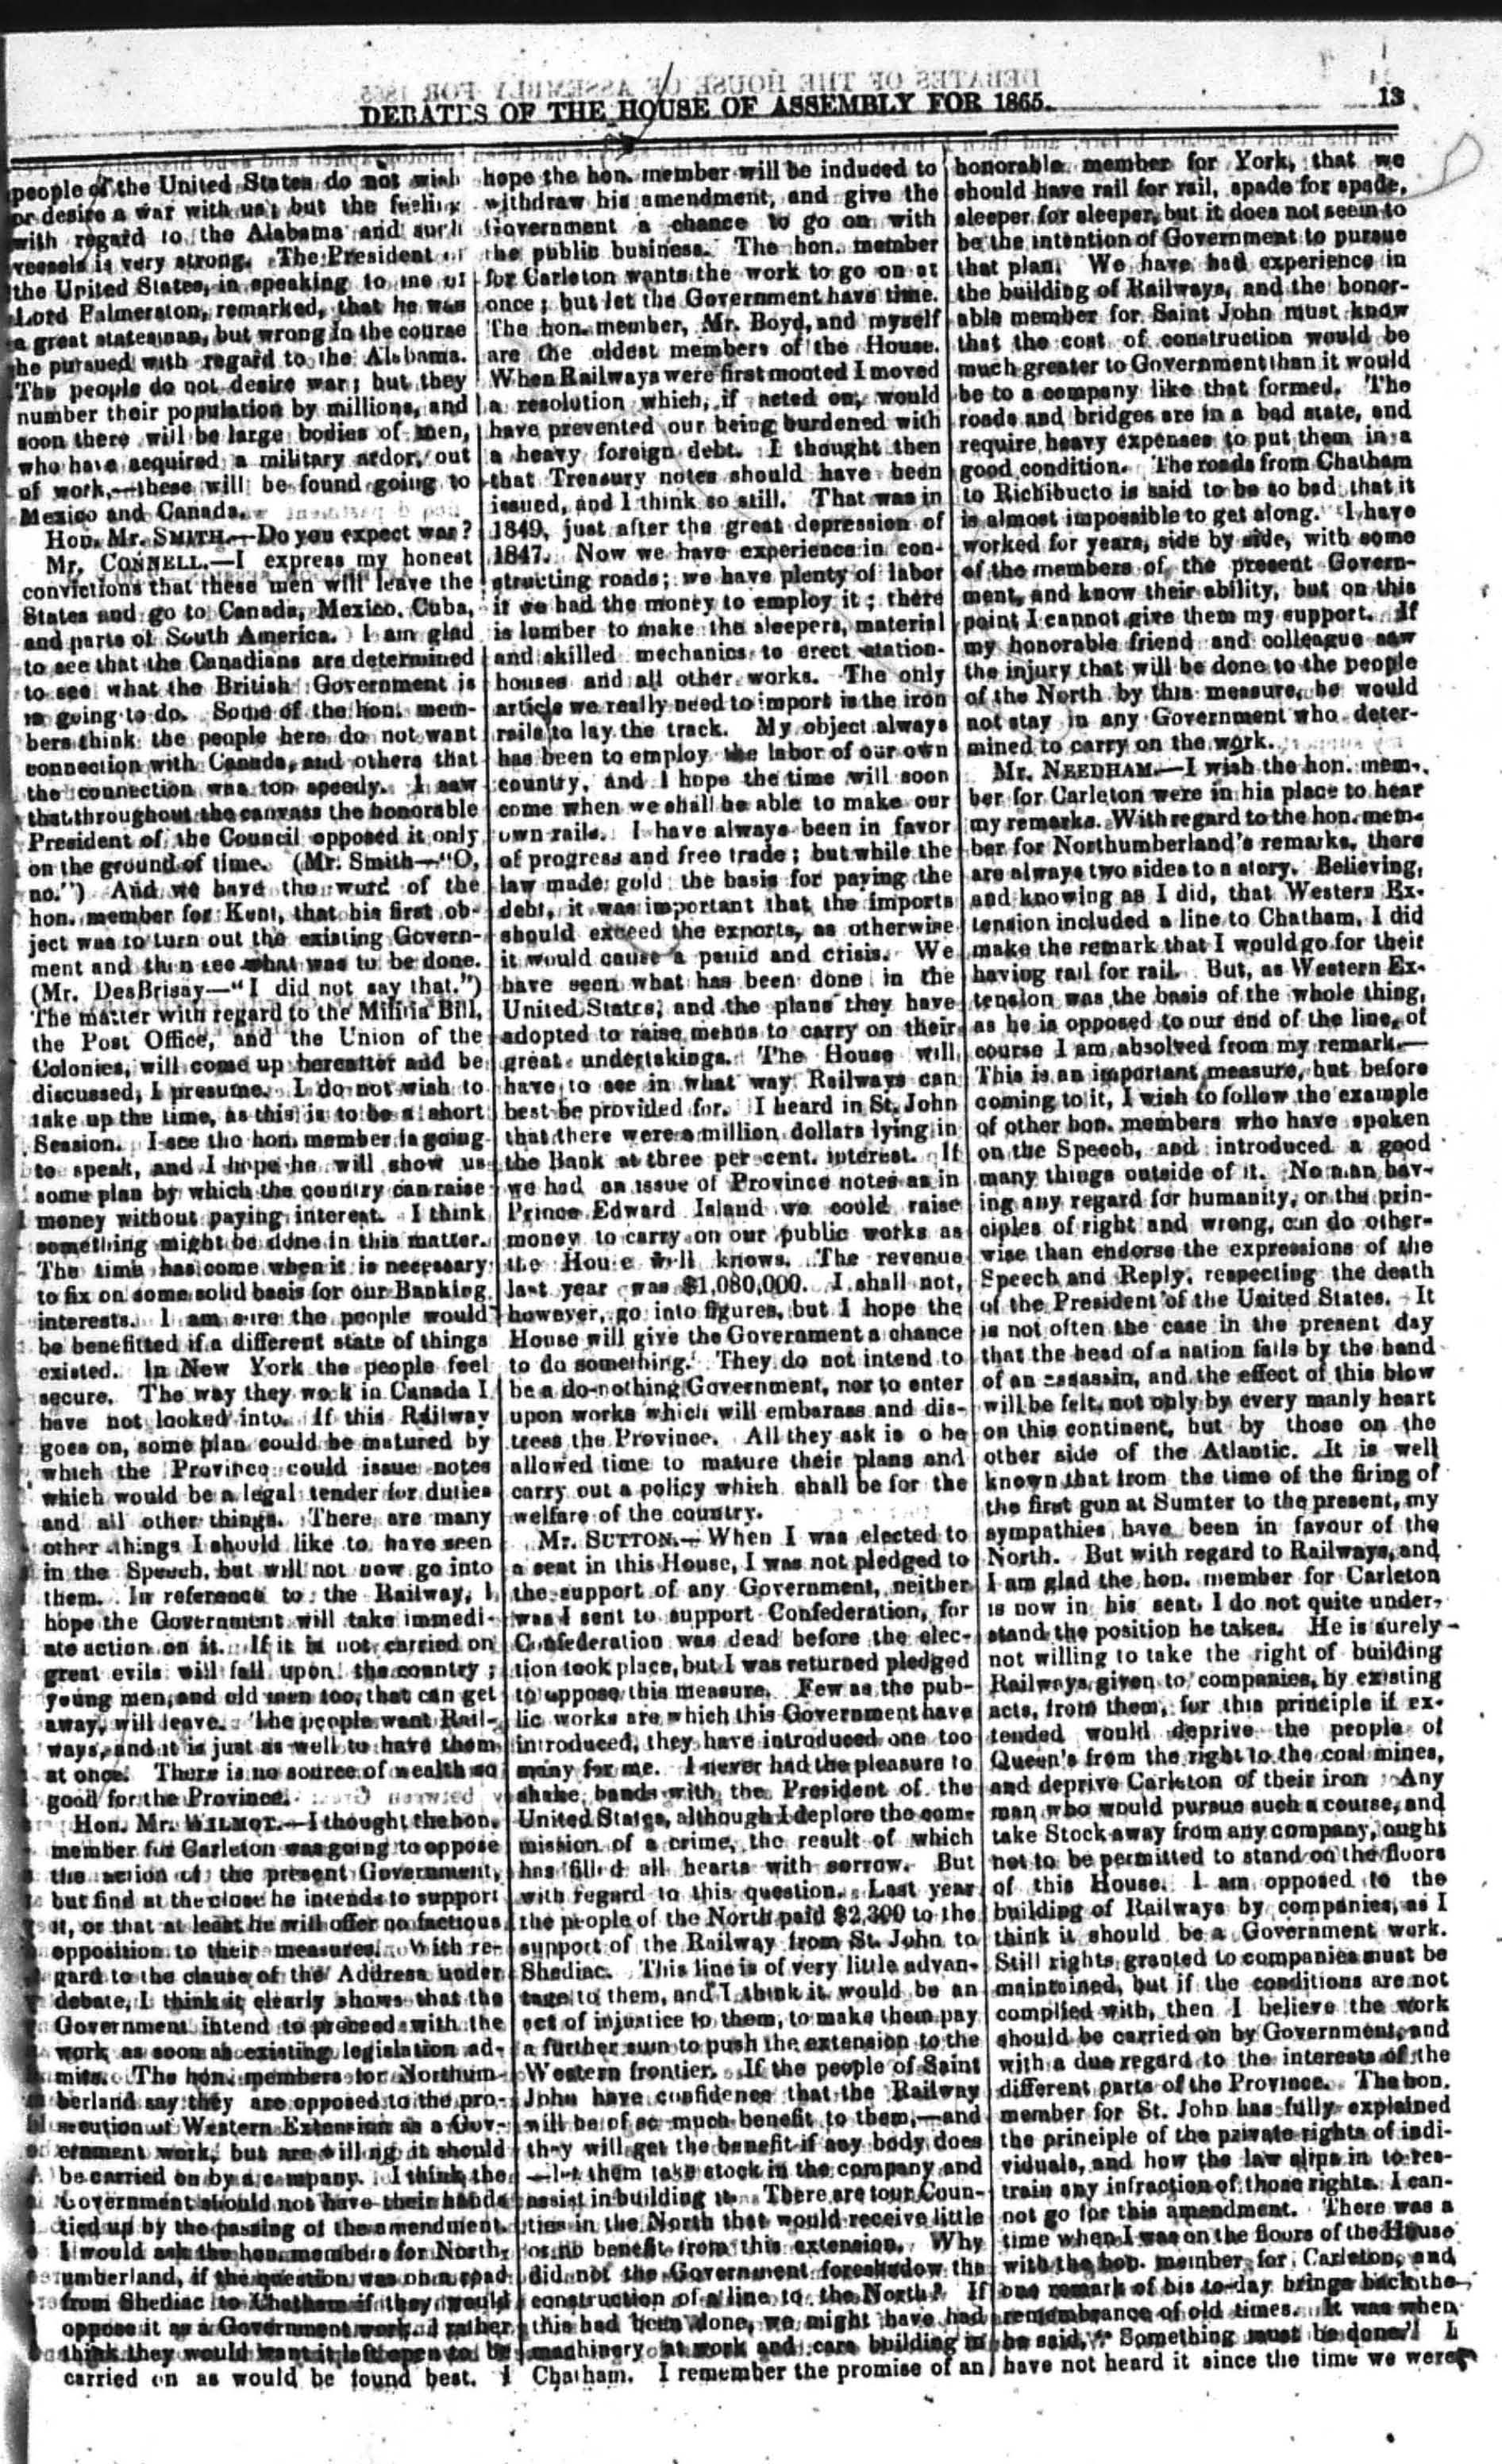 DEBATES OF THE HOUSE OF ASSEMBLY FOR 1865.
13
people of the United States do not wish
or desire a war with us; but the feeling
with regard to the Alabama and such
vessels is very strong. The President of
the United States, in speaking to me of
Lord Palmerston, remarked, that he was
a great statesman, but wrong in the course
he pursued with regard to the Alabama.
The people do not desire war; but they
number their population by millions, and
soon there will be large bodies of men,
who have acquired a military ardor, out
of work,—these will be found going to
Mexico and Canada.
Hon. Mr. SMITH.—Do you expect war?
Mr. CONNELL.—I express my honest
convictions that these men will leave the
States and go to Canada, Mexico, Cuba,
and parts of South America. I am glad
to see that the Canadians are determined
to see what the British Government is
going to do. Some of the hon. mem-
bers think the people here do not want
connection with Canada, and others that
the connection was too speedy. I saw
that throughout the canvass the honorable
President of the Council opposed it only
on the ground of time. (Mr. Smith—"O,
no.") And we have the word of the
hon. member for Kent, that his first ob-
ject was to turn out the existing Govern-
ment and then see what was to be done.
(Mr. DesBrisay—"I did not say that.")
The matter with regard to the Militia Bill,
the Post Office, and the Union of the
Colonies, will come up hereafter and be
discussed, I presume. I do not wish to
take up the time, as this is to be a short
Session. I see the hon. member is going
to speak, and I hope he will show us
some plan by which the country can raise
money without paying interest. I think
something might be done in this matter.
The time has come when it is necessary
to fix on some solid basis for our Banking
interests. I am sure the people would
be benefitted if a different state of things
existed. In New York the people feel
secure. The way they work in Canada I
have not looked into. If this Railway
goes on, some plan could be matured by
which the Province could issue notes
which would be a legal tender for duties
and all other things. There are many
other things I should like to have seen
in the Speech, but will not now go into
them. In reference to the Railway, I
hope the Government will take immedi-
ate action on it. If it is not carried on
great evils will fall upon the country;
young men, and old men too, that can get
away, will leave. The people want Rail-
ways, and it is just as well to have them
at once. There is no source of wealth so
good for the Province.
Hon. Mr. WILMOT.—I thought the hon.
member for Carleton was going to oppose
the action of the present Government,
but find at the close he intends to support
it, or that at least he will offer no factious
opposition to their measures. With re-
gard to the clause of the Address under
debate, I think it clearly shows that the
Government intend to proceed with the
work as soon as existing legislation ad-
mits. The hon. members for Northum-
berland say they are opposed to the pro-
secution of Western Extension as a Gov-
ernment work, but are willing it should
be carried on by a company. I think the
Government should not have their hands
tied up by the passing of the amendment.
I would ask the hon. members for North-
umberland, if the question was on a road
from Shediac to Chatham if they would
oppose it as a Government work. I rather
think they would want it left open to be
carried on as would be found best. I
hope the hon. member will be induced to
withdraw his amendment, and give the
Government a chance to go on with
the public business. The hon. member
for Carleton wants the work to go on at
once; but let the Government have time.
The hon. member, Mr. Boyd, and myself
are the oldest members of the House.
When Railways were first mooted I moved
a resolution which, if acted on, would
have prevented our being burdened with
a heavy foreign debt. I thought then
that Treasury notes should have been
issued, and I think so still. That was in
1849, just after the great depression of
1847. Now we have experience in con-
structing roads; we have plenty of labor
if we had the money to employ it; there
is lumber to make the sleepers, material
and skilled mechanics to erect station-
houses and all other works. The only
article we really need to import is the iron
rails to lay the track. My object always
has been to employ the labor of our own
country, and I hope the time will soon
come when we shall be able to make our
own rails. I have always been in favor
of progress and free trade; but while the
law made gold the basis for paying the
debt, it was important that the imports
should exceed the exports, as otherwise
it would cause a panic and crisis. We
have seen what has been done in the
United States, and the plans they have
adopted to raise means to carry on their
great undertakings. The House will
have to see in what way Railways can
best be provided for. I heard in St. John
that there were a million dollars lying in
the Bank at three per cent. interest. If
we had an issue of Province notes as in
Prince Edward Island we could raise
money to carry on our public works as
the House well knows. The revenue
last year was $1,080,000. I shall not,
however, go into figures, but I hope the
House will give the Government a chance
to do something. They do not intend to
be a do-nothing Government, nor to enter
upon works which will embarass and dis-
tress the Province. All they ask is o be
allowed time to mature their plans and
carry out a policy which shall be for the
welfare of the country.
Mr. SUTTON.—When I was elected to
a seat in this House, I was not pledged to
the support of any Government, neither
was I sent to support Confederation, for
Confederation was dead before the elec-
tion took place, but I was returned pledged
to oppose this measure. Few as the pub-
lic works are which this Government have
introduced, they have introduced one too
many for me. I never had the pleasure to
shake hands with the President of the
United States, although I deplore the com-
mission of a crime, the result of which
has filled all hearts with sorrow. But
with regard to this question. Last year
the people of the North paid $2,300 to the
support of the Railway from St. John to
Shediac. This line is of very little advan-
tage to them, and I think it would be an
act of injustice to them, to make them pay
a further sum to push the extension to the
Western frontier. If the people of Saint
John have confidence that the Railway
will be of so much benefit to them,—and
they will get the benefit if any body does
—let them take stock in the company and
assist in building it. There are four Coun-
ties in the North that would receive little
or no benefit from this extension. Why
did not the Government foreshadow the
construction of a line to the North? If
this had been done, we might have had
machinery at work and cars building in
Chatham. I remember the promise of an
honorable member for York, that we
should have rail for rail, spade for spade,
sleeper for sleeper, but it does not seem to
be the intention of Government to pursue
that plan. We have had experience in
the building of Railways, and the honor-
able member for Saint John must know
that the cost of construction would be
much greater to Government than it would
be to a company like that formed. The
roads and bridges are in a bad state, and
require heavy expenses to put them in a
good condition. The roads from Chatham
to Richibucto is said to be so bad that it
is almost impossible to get along. I have
worked for years, side by side, with some
of the members of the present Govern-
ment, and know their ability, but on this
point I cannot give them my support. If
my honorable friend and colleague saw
the injury that will be done to the people
of the North by this measure, he would
not stay in any Government who deter-
mined to carry on the work.
Mr. NEEDHAM.—I wish the hon. mem-
ber for Carleton were in his place to hear
my remarks. With regard to the hon. mem-
ber for Northumberland's remarks, there
are always two sides to a story. Believing,
and knowing as I did, that Western Ex-
tension included a line to Chatham, I did
make the remark that I would go for their
having rail for rail. But, as Western Ex-
tension was the basis of the whole thing,
as he is opposed to our end of the line, of
course I am absolved from my remark.—
This is an important measure, but before
coming to it, I wish to follow the example
of other hon. members who have spoken
on the Speech, and introduced a good
many things outside of it. No man hav-
ing any regard for humanity, or the prin-
ciples of right and wrong, can do other-
wise than endorse the expressions of the
Speech and Reply, respecting the death
of the President of the United States. It
is not often the case in the present day
that the head of a nation falls by the hand
of an assassin, and the effect of this blow
will be felt, not only by every manly heart
on this continent, but by those on the
other side of the Atlantic. It is well
known that from the time of the firing of
the first gun at Sumter to the present, my
sympathies have been in favour of the
North. But with regard to Railways, and
I am glad the hon. member for Carleton
is now in his seat, I do not quite under-
stand the position he takes. He is surely
not willing to take the right of building
Railways, given to companies, by existing
acts, from them, for this principle if ex-
tended would deprive the people of
Queen's from the right to the coal mines,
and deprive Carleton of their iron. Any
man who would pursue such a course, and
take Stock away from any company, ought
not to be permitted to stand on the floors
of this House. I am opposed to the
building of Railways by companies, as I
think it should be a Government work.
Still rights granted to companies must be
maintained, but if the conditions are not
complied with, then I believe the work
should be carried on by Government, and
with a due regard to the interests of the
different parts of the Province. The hon.
member for St. John has fully explained
the principle of the private rights of indi-
viduals, and how the law slips in to res-
train any infraction of those rights. I can-
not go for this amendment. There was a
time when I was on the floors of the House
with the hon. member for Carleton, and
one remark of his to-day brings back the
remembrance of old times. It was when
he said, "Something must be done." I
have not heard it since the time we were